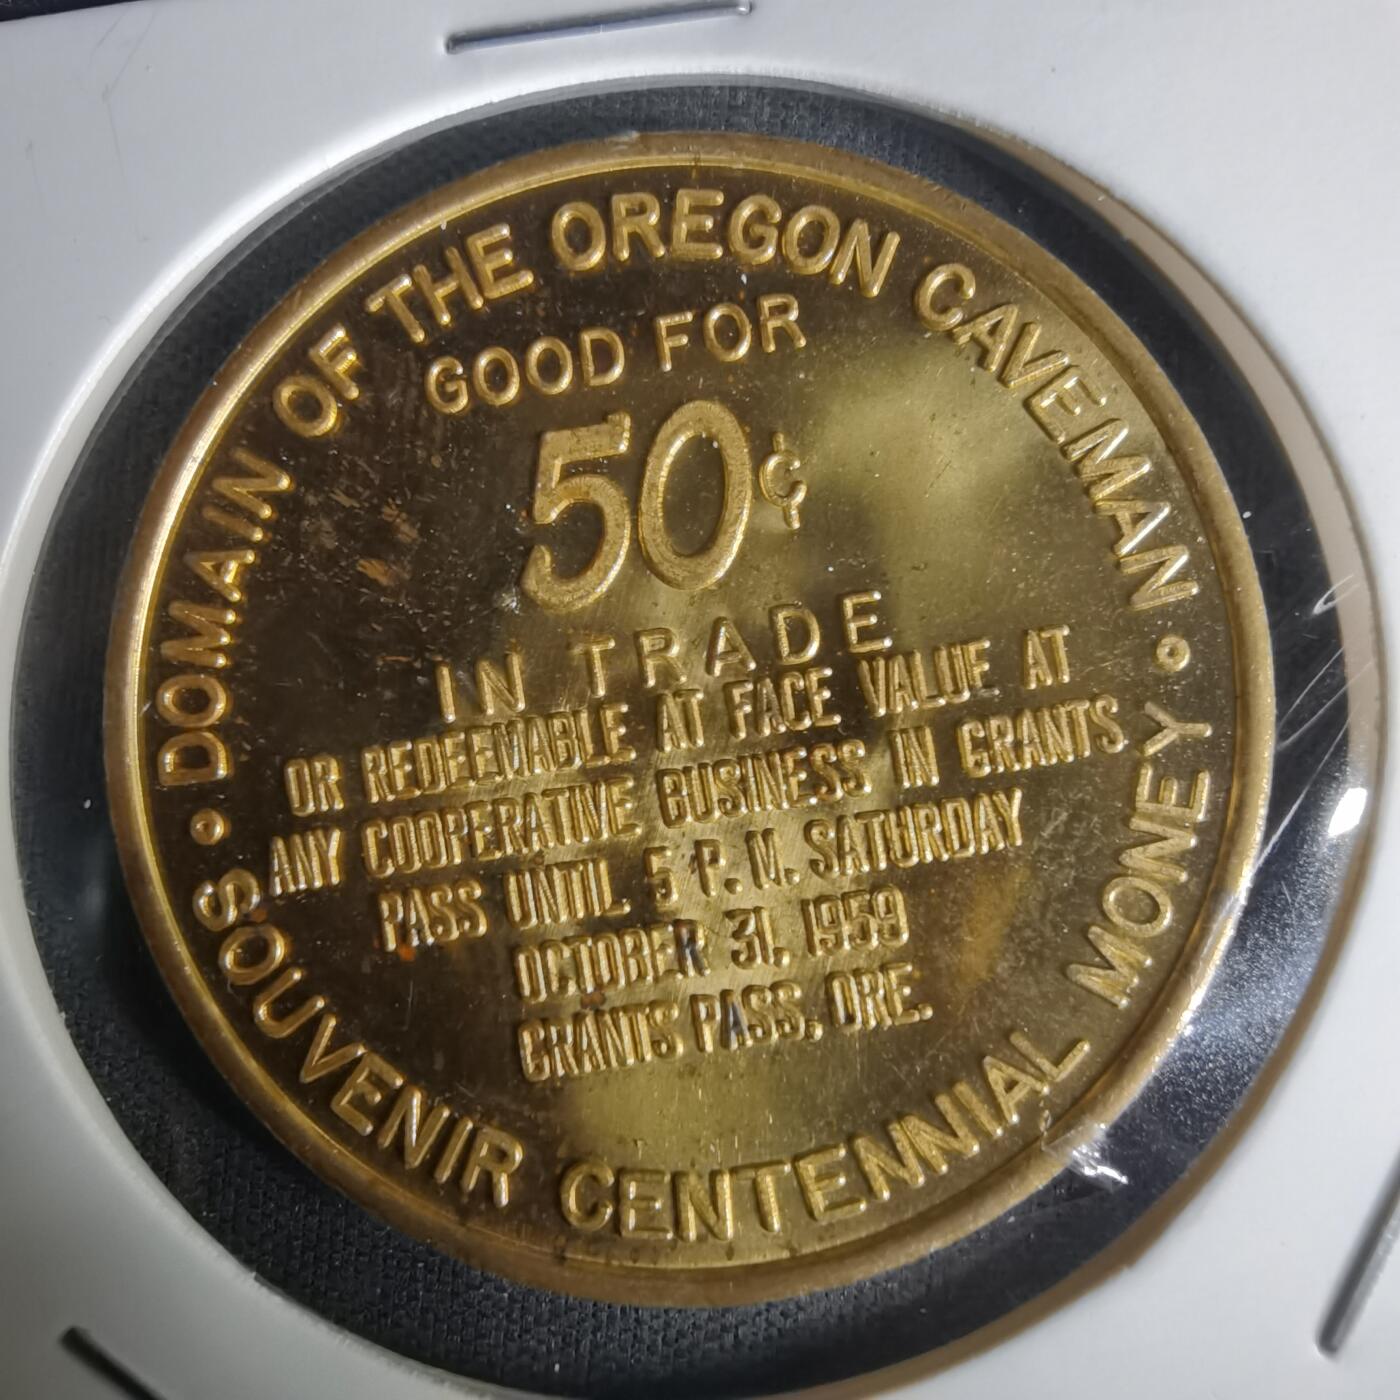 DOMAIN OF THE OREGON CAVEMAN
GOOD FOR
50¢
IN TRADE
OR REDEEMABLE AT FACE VALUE AT
ANY COOPERATIVE BUSINESS IN GRANTS
PASS UNTIL 5 P.M. SATURDAY
OCTOBER 31, 1959
GRANTS PASS, ORE.
• SOUVENIR CENTENNIAL MONEY •